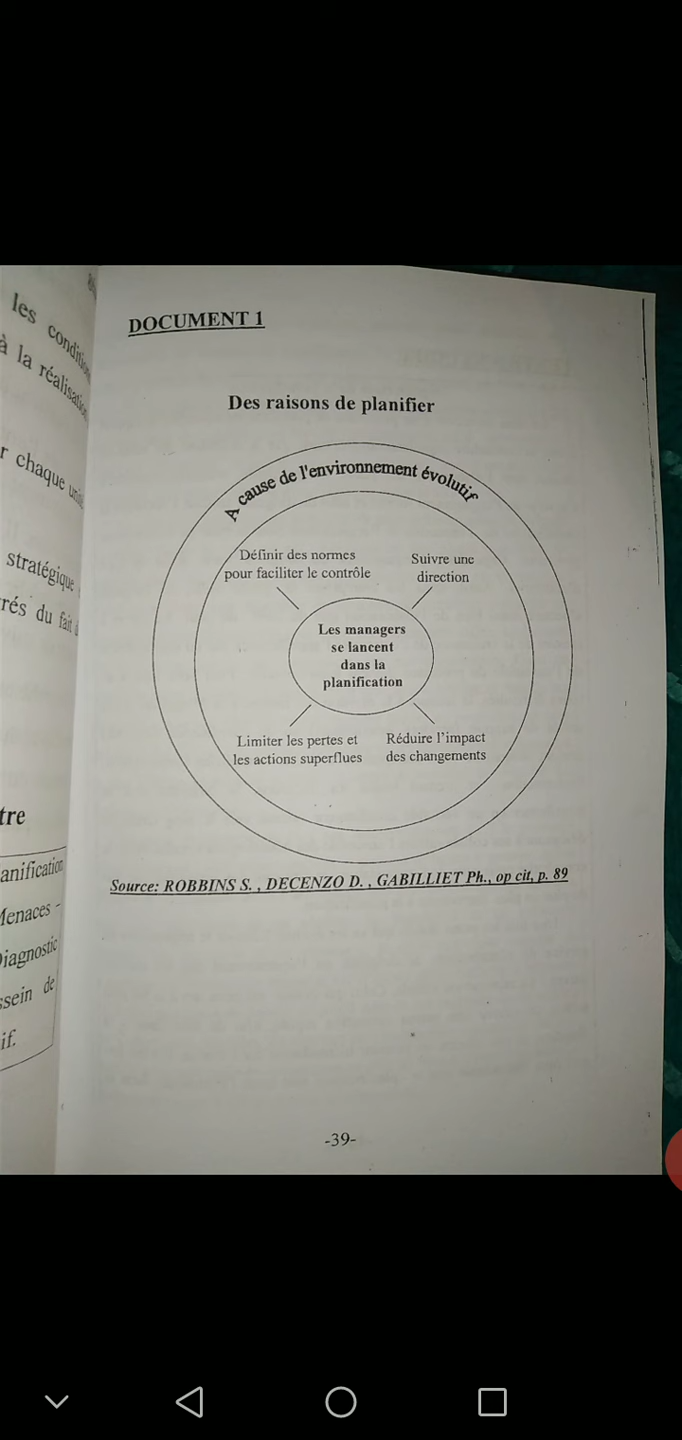 les
à la
r chaque
stratégique
rés du fait
tre
anification
Menaces -
iagnostic
ssein de
if.
DOCUMENT 1
Des raisons de planifier
A cause de l'environnement évolutif
Définir des normes
pour faciliter le contrôle
Suivre une
direction
Les managers
se lancent
dans la
planification
Limiter les pertes et
les actions superflues
Réduire l'impact
des changements
Source: ROBBINS S. , DECENZO D. , GABILLIET Ph., op cit, p. 89
-39-